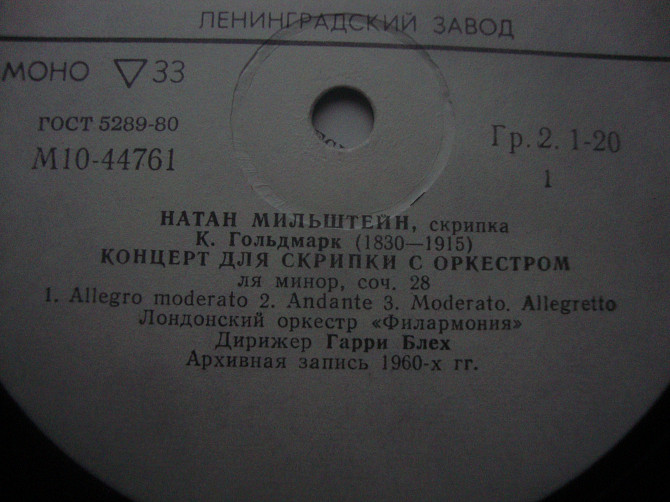 ЛЕНИНГРАДСКИЙ ЗАВОД
МОНО ▽ 33
ГОСТ 5289-80
М10-44761
Гр. 2. 1-20
1
НАТАН МИЛЬШТЕЙН, скрипка
К. Гольдмарк (1830—1915)
КОНЦЕРТ ДЛЯ СКРИПКИ С ОРКЕСТРОМ
ля минор, соч. 28
1. Allegro moderato 2. Andante 3. Moderato. Allegretto
Лондонский оркестр «Филармония»
Дирижер Гарри Блех
Архивная запись 1960-х гг.